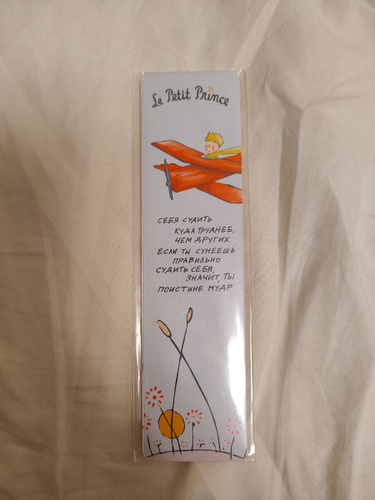 Le Petit Prince
СЕБЯ СУДИТЬ
КУДА ТРУДНЕЕ,
ЧЕМ ДРУГИХ.
ЕСЛИ ТЫ СУМЕЕШЬ
ПРАВИЛЬНО
СУДИТЬ СЕБЯ,
ЗНАЧИТ, ТЫ
ПОИСТИНЕ МУДР